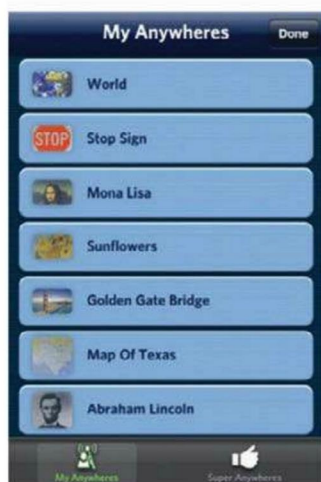 My Anywheres
Done
World
STOP
Stop Sign
Mona Lisa
Sunflowers
Golden Gate Bridge
Map Of Texas
Abraham Lincoln
My Anywheres
Super Anywheres